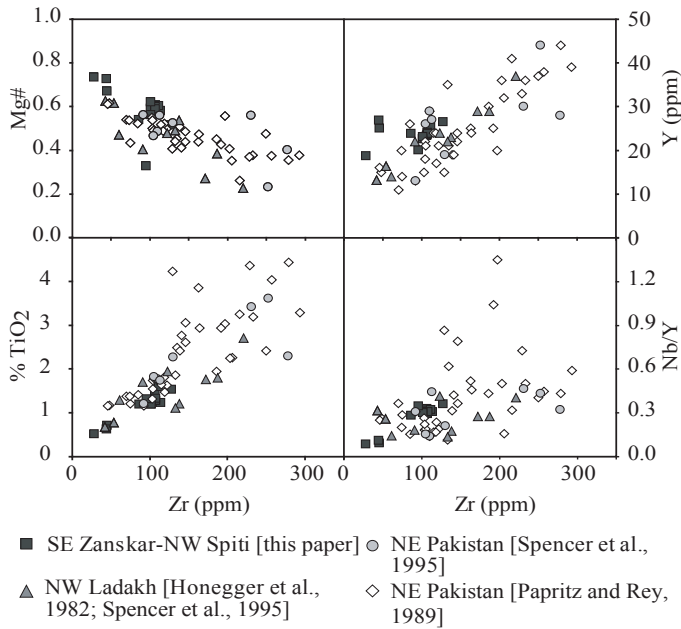 1.0
0.8
0.6
0.4
0.2
0.0
Mg#
50
40
30
20
10
0
Y (ppm)
4
3
2
1
0
% TiO2
1.2
0.9
0.6
0.3
0.0
Nb/Y
0 100 200 300
Zr (ppm)
0 100 200 300
Zr (ppm)
SE Zanskar-NW Spiti [this paper]
NE Pakistan [Spencer et al.,
1995]
NW Ladakh [Honegger et al.,
1982; Spencer et al., 1995]
NE Pakistan [Papritz and Rey,
1989]